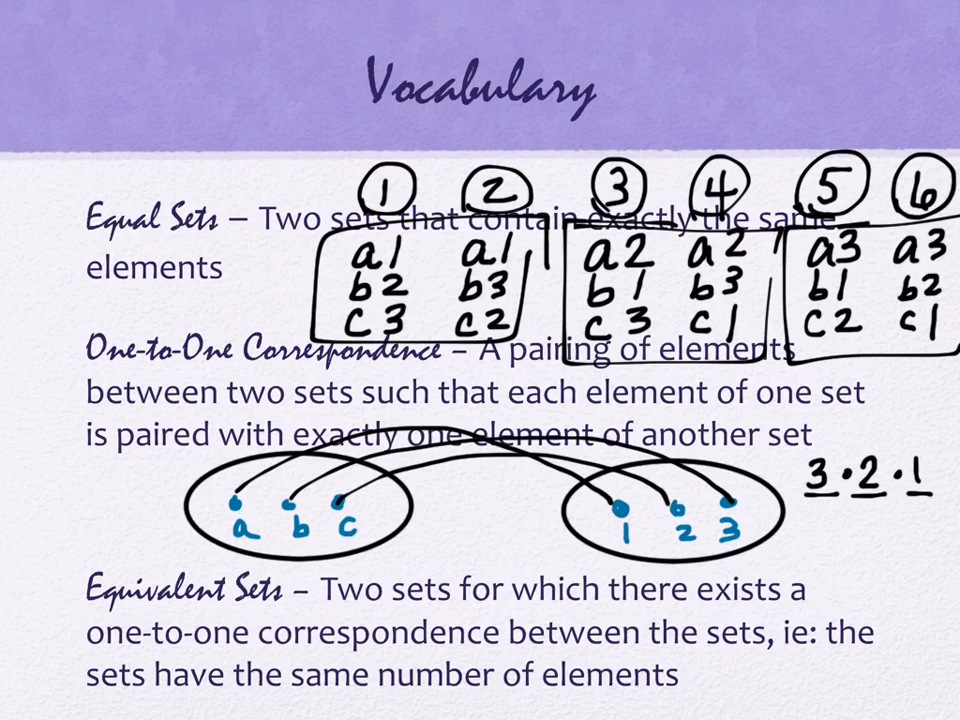 Vocabulary
1 2 3 4 5 6
Equal Sets – Two sets that contain exactly the same
a1 a1 a2 a2 a3 a3
elements
b2 b3 b1 b3 b1 b2
c3 c2 c3 c1 c2 c1
One-to-One Correspondence – A pairing of elements
between two sets such that each element of one set
is paired with exactly one element of another set
3·2·1
a b c 1 2 3
Equivalent Sets – Two sets for which there exists a
one-to-one correspondence between the sets, ie: the
sets have the same number of elements